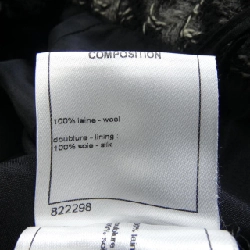 COMPOSITION
100% laine - wool
doublure - lining :
100% soie - silk
822298